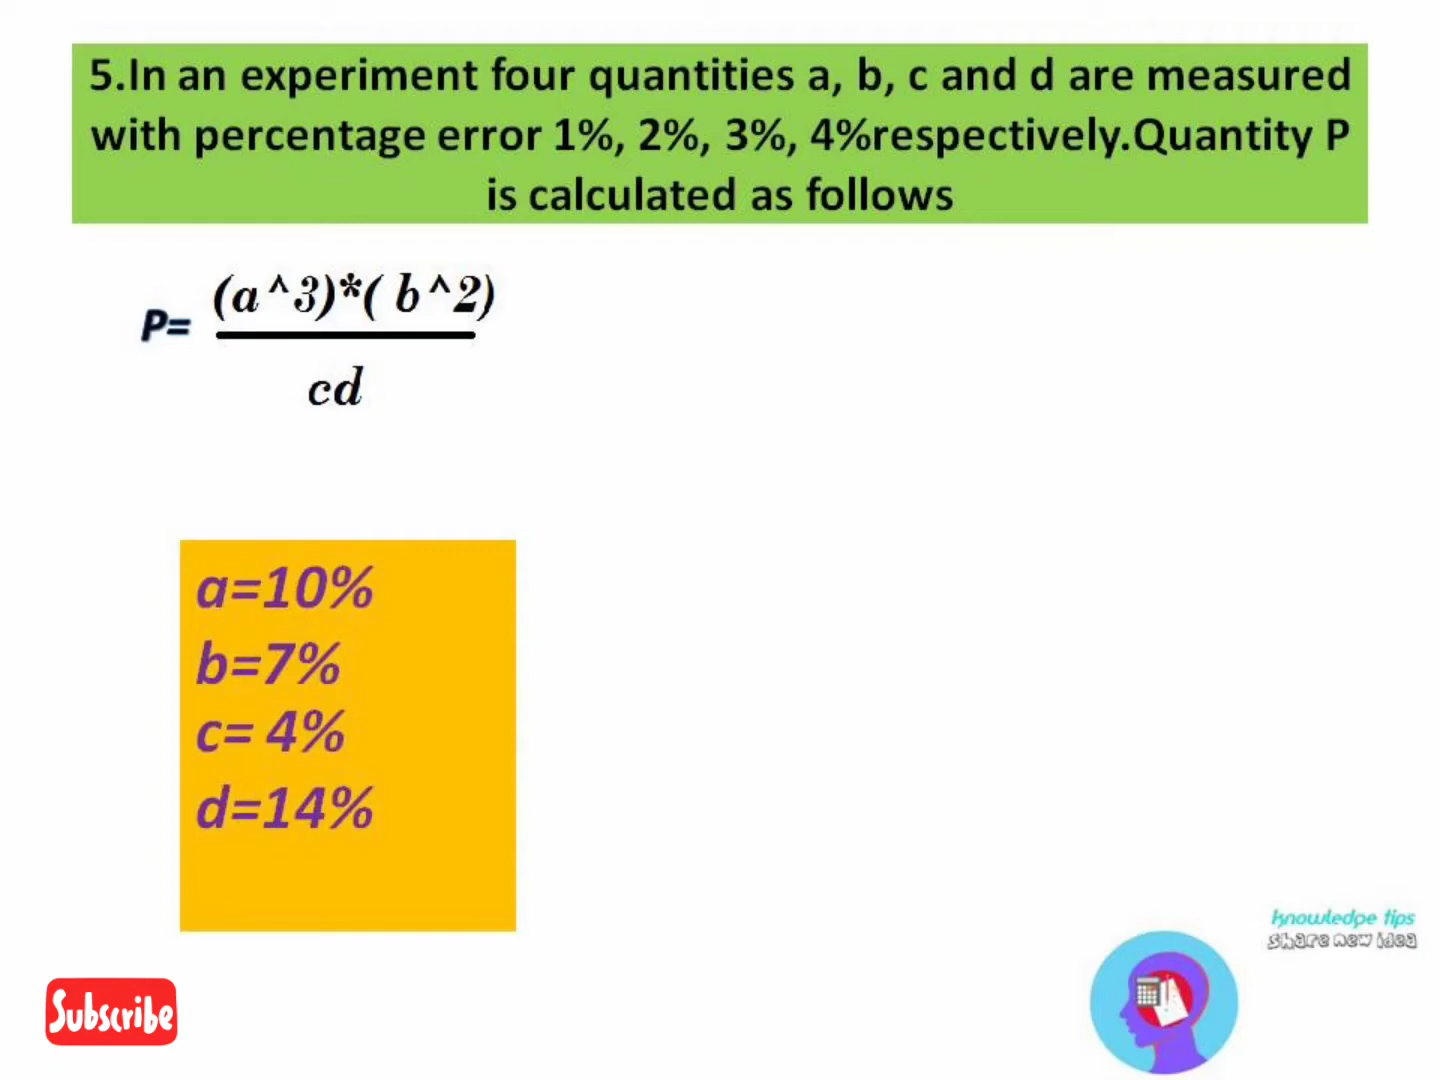 5.In an experiment four quantities a, b, c and d are measured
with percentage error 1%, 2%, 3%, 4%respectively.Quantity P
is calculated as follows
(a^3)*( b^2)
P=
cd
a=10%
b=7%
c= 4%
d=14%
knowledge tips
share new idea
Subscribe